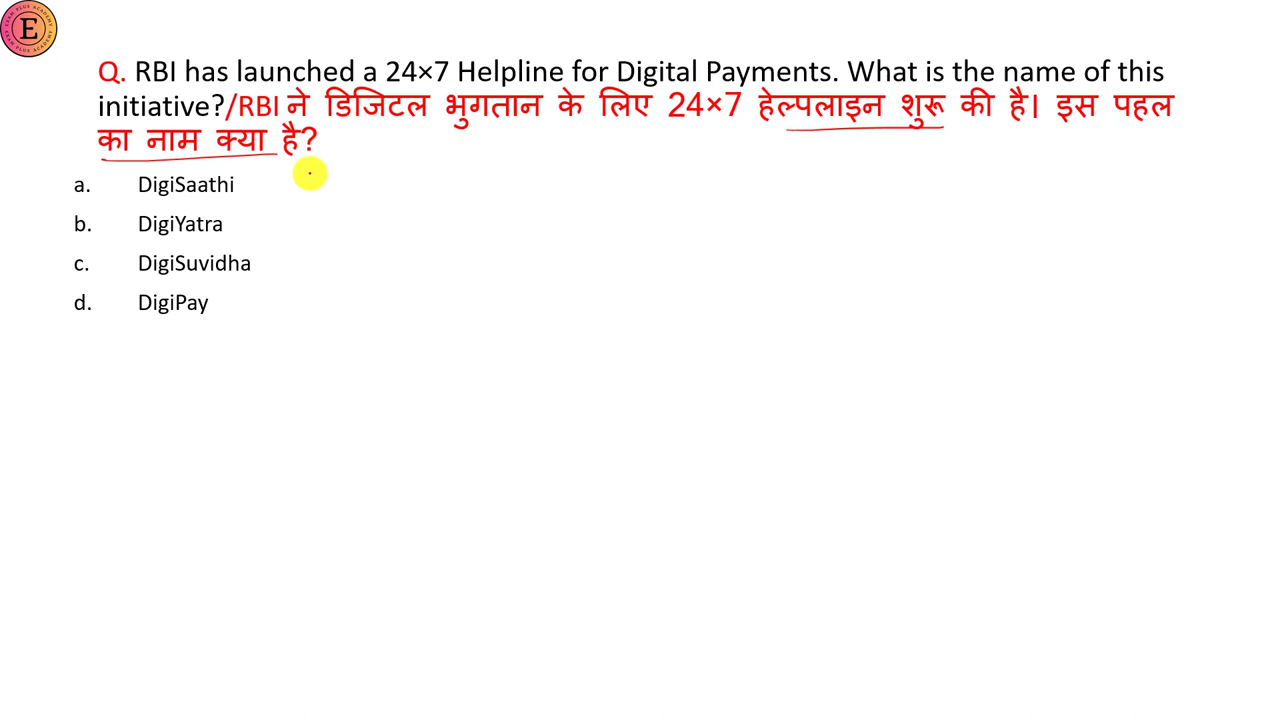 E
Q. RBI has launched a 24×7 Helpline for Digital Payments. What is the name of this
initiative?/RBI ने डिजिटल भुगतान के लिए 24×7 हेल्पलाइन शुरू की है। इस पहल
का नाम क्या है?
a. DigiSaathi
b. DigiYatra
c. DigiSuvidha
d. DigiPay